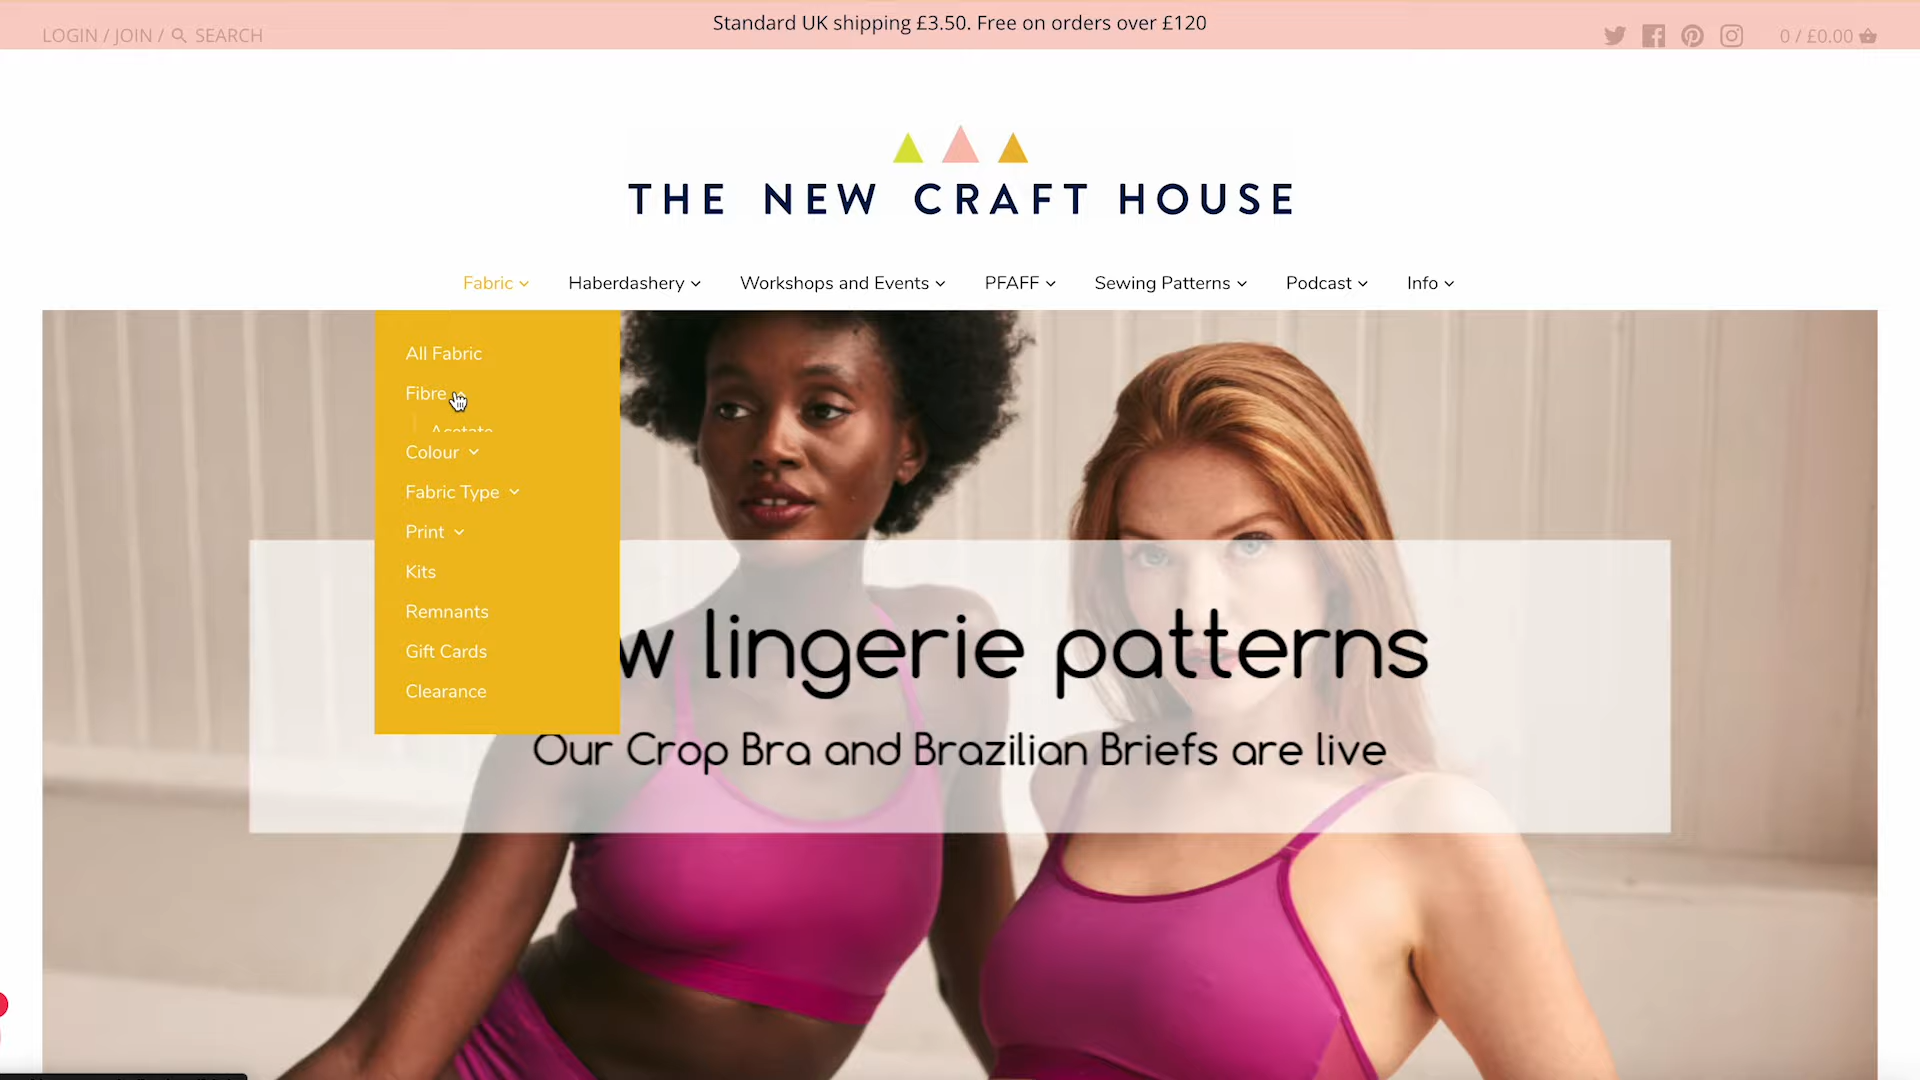 Standard UK shipping £3.50. Free on orders over £120
LOGIN / JOIN / SEARCH
0 / £0.00
THE NEW CRAFT HOUSE
Fabric Haberdashery Workshops and Events PFAFF Sewing Patterns Podcast Info
All Fabric
Fibre
Acetate
Colour
Fabric Type
Print
Kits
Remnants
Gift Cards
Clearance
w lingerie patterns
Our Crop Bra and Brazilian Briefs are live